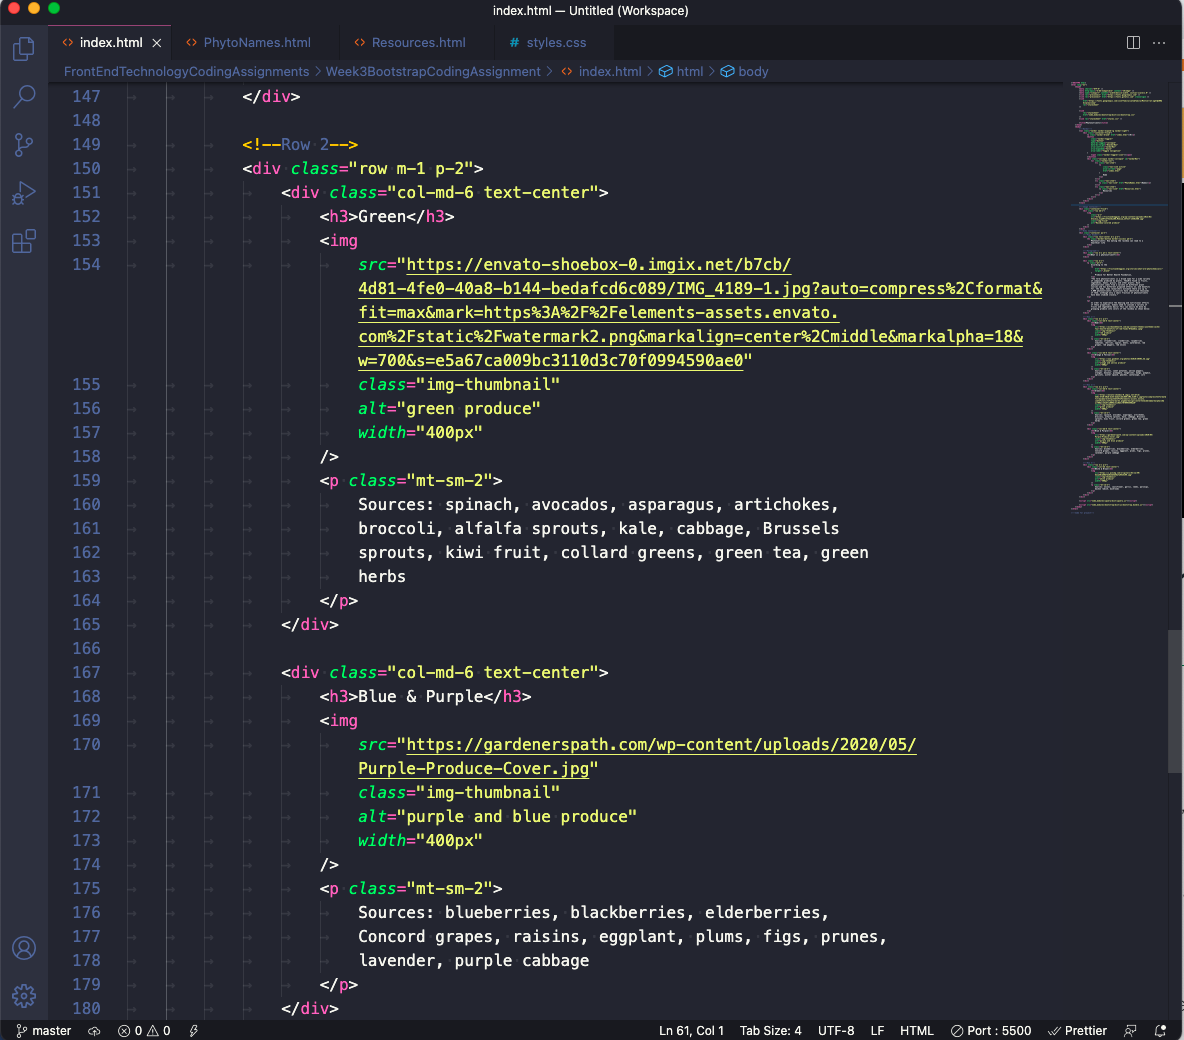 index.html — Untitled (Workspace)
index.html
PhytoNames.html
Resources.html
# styles.css
FrontEndTechnologyCodingAssignments > Week3BootstrapCodingAssignment > index.html > html > body
147 </div>
148
149 <!--Row 2-->
150 <div class="row m-1 p-2">
151 <div class="col-md-6 text-center">
152 <h3>Green</h3>
153 <img
154 src="https://envato-shoebox-0.imgix.net/b7cb/
4d81-4fe0-40a8-b144-bedafcd6c089/IMG_4189-1.jpg?auto=compress%2Cformat&
fit=max&mark=https%3A%2F%2Felements-assets.envato.
com%2Fstatic%2Fwatermark2.png&markalign=center%2Cmiddle&markalpha=18&
w=700&s=e5a67ca009bc3110d3c70f0994590ae0"
155 class="img-thumbnail"
156 alt="green produce"
157 width="400px"
158 />
159 <p class="mt-sm-2">
160 Sources: spinach, avocados, asparagus, artichokes,
161 broccoli, alfalfa sprouts, kale, cabbage, Brussels
162 sprouts, kiwi fruit, collard greens, green tea, green
163 herbs
164 </p>
165 </div>
166
167 <div class="col-md-6 text-center">
168 <h3>Blue & Purple</h3>
169 <img
170 src="https://gardenerspath.com/wp-content/uploads/2020/05/
Purple-Produce-Cover.jpg"
171 class="img-thumbnail"
172 alt="purple and blue produce"
173 width="400px"
174 />
175 <p class="mt-sm-2">
176 Sources: blueberries, blackberries, elderberries,
177 Concord grapes, raisins, eggplant, plums, figs, prunes,
178 lavender, purple cabbage
179 </p>
180 </div>
master 0 0 Ln 61, Col 1 Tab Size: 4 UTF-8 LF HTML Port : 5500 Prettier